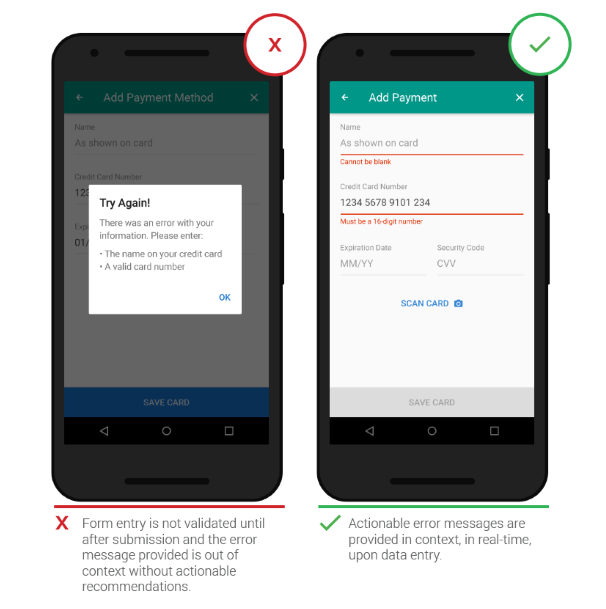 X
Add Payment Method
Name
As shown on card
Credit Card Number
123
Expi
01/
Try Again!
There was an error with your
information. Please enter:
• The name on your credit card
• A valid card number
OK
SAVE CARD
Add Payment
Name
As shown on card
Cannot be blank
Credit Card Number
1234 5678 9101 234
Must be a 16-digit number
Expiration Date Security Code
MM/YY CVV
SCAN CARD
SAVE CARD
X Form entry is not validated until
after submission and the error
message provided is out of
context without actionable
recommendations.
Actionable error messages are
provided in context, in real-time,
upon data entry.